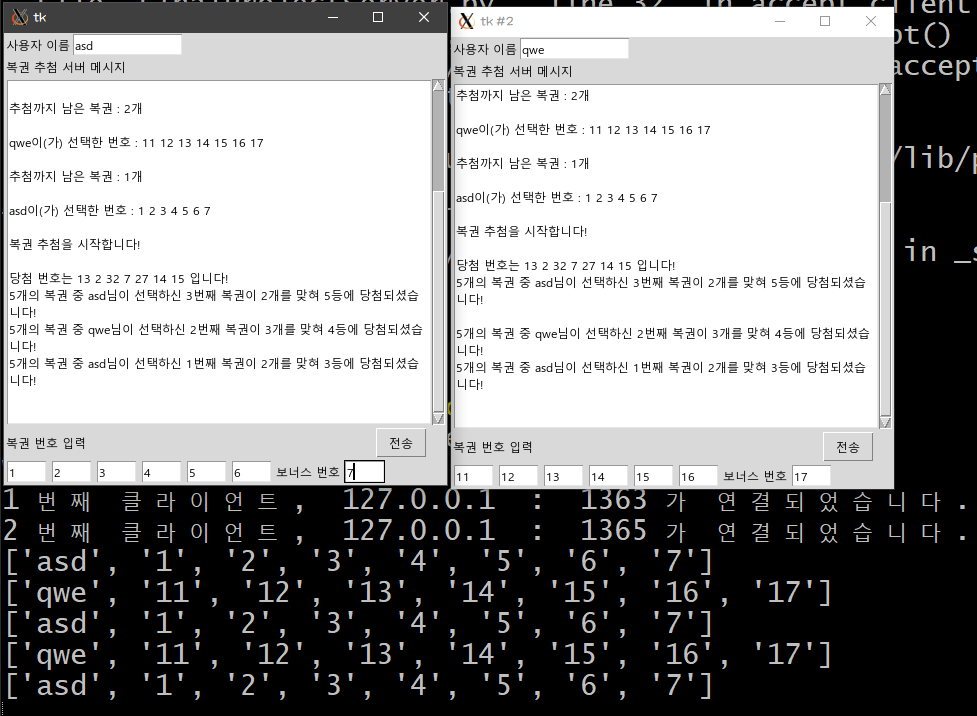 tk
사용자 이름 asd
복권 추첨 서버 메시지
추첨까지 남은 복권 : 2개
qwe이(가) 선택한 번호 : 11 12 13 14 15 16 17
추첨까지 남은 복권 : 1개
asd이(가) 선택한 번호 : 1 2 3 4 5 6 7
복권 추첨을 시작합니다!
당첨 번호는 13 2 32 7 27 14 15 입니다!
5개의 복권 중 asd님이 선택하신 3번째 복권이 2개를 맞혀 5등에 당첨되셨습
니다!
5개의 복권 중 qwe님이 선택하신 2번째 복권이 3개를 맞혀 4등에 당첨되셨습
니다!
5개의 복권 중 asd님이 선택하신 1번째 복권이 2개를 맞혀 3등에 당첨되셨습
니다!
복권 번호 입력
전송
1 2 3 4 5 6 보너스 번호 7
tk #2
사용자 이름 qwe
복권 추첨 서버 메시지
추첨까지 남은 복권 : 2개
qwe이(가) 선택한 번호 : 11 12 13 14 15 16 17
추첨까지 남은 복권 : 1개
asd이(가) 선택한 번호 : 1 2 3 4 5 6 7
복권 추첨을 시작합니다!
당첨 번호는 13 2 32 7 27 14 15 입니다!
5개의 복권 중 asd님이 선택하신 3번째 복권이 2개를 맞혀 5등에 당첨되셨습
니다!
5개의 복권 중 qwe님이 선택하신 2번째 복권이 3개를 맞혀 4등에 당첨되셨습
니다!
5개의 복권 중 asd님이 선택하신 1번째 복권이 2개를 맞혀 3등에 당첨되셨습
니다!
복권 번호 입력
전송
11 12 13 14 15 16 보너스 번호 17
pt()
accept
/lib/p
in _s
1 번째 클라이언트, 127.0.0.1 : 1363 가 연결되었습니다.
2 번째 클라이언트, 127.0.0.1 : 1365 가 연결되었습니다.
['asd', '1', '2', '3', '4', '5', '6', '7']
['qwe', '11', '12', '13', '14', '15', '16', '17']
['asd', '1', '2', '3', '4', '5', '6', '7']
['qwe', '11', '12', '13', '14', '15', '16', '17']
['asd', '1', '2', '3', '4', '5', '6', '7']